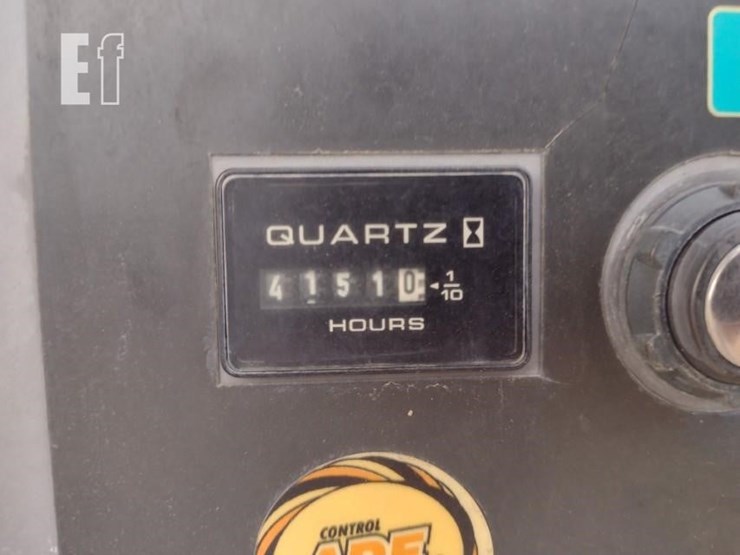 Ef
QUARTZ
4 1 5 1 0 1/10
HOURS
CONTROL